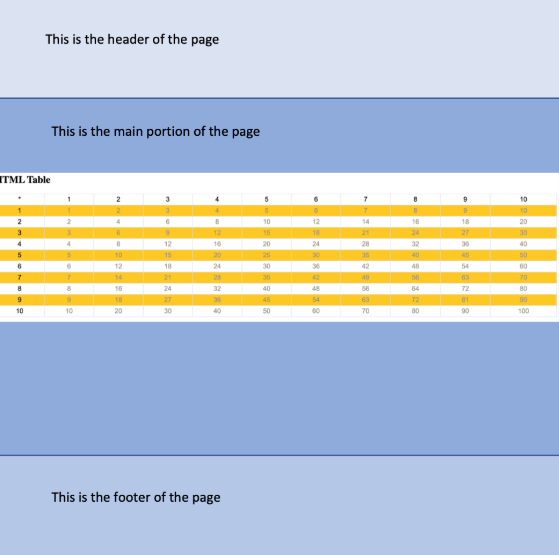 This is the header of the page
This is the main portion of the page
HTML Table
* 1 2 3 4 5 6 7 8 9 10
1 1 2 3 4 5 6 7 8 9 10
2 2 4 6 8 10 12 14 16 18 20
3 3 6 9 12 15 18 21 24 27 30
4 4 8 12 16 20 24 28 32 36 40
5 5 10 15 20 25 30 35 40 45 50
6 6 12 18 24 30 36 42 48 54 60
7 7 14 21 28 35 42 49 56 63 70
8 8 16 24 32 40 48 56 64 72 80
9 9 18 27 36 45 54 63 72 81 90
10 10 20 30 40 50 60 70 80 90 100
This is the footer of the page